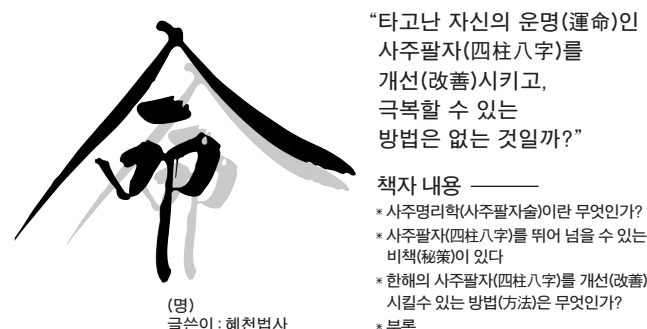 命
(명)
글쓴이 : 혜천법사
“타고난 자신의 운명(運命)인
사주팔자(四柱八字)를
개선(改善)시키고,
극복할 수 있는
방법은 없는 것일까?”
책자 내용
* 사주명리학(사주팔자술)이란 무엇인가?
* 사주팔자(四柱八字)를 뛰어 넘을 수 있는
비책(秘策)이 있다
* 한해의 사주팔자(四柱八字)를 개선(改善)
시킬수 있는 방법(方法)은 무엇인가?
* 부록